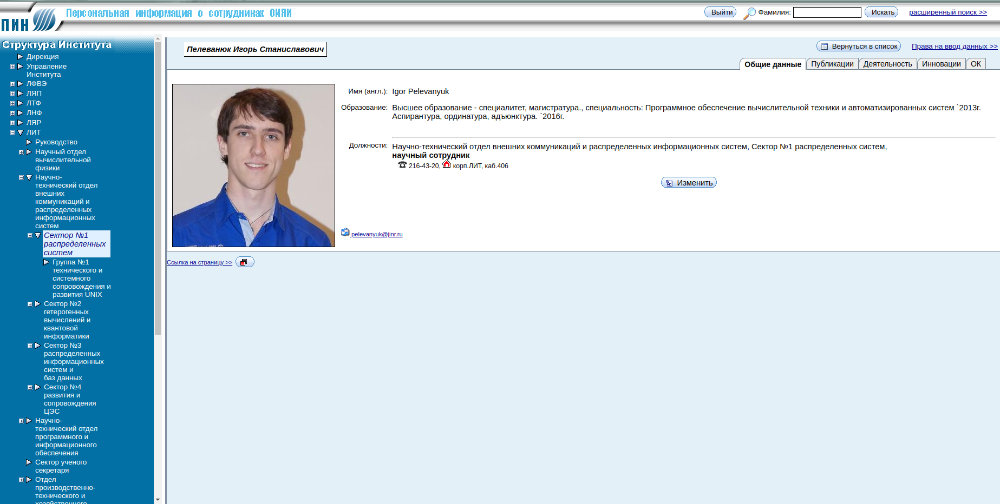 Персональная информация о сотрудниках ОИЯИ
ПИН
Выйти
Фамилия:
Искать
расширенный поиск >>
Структура Института
Дирекция
Управление
Института
ЛФВЭ
ЛЯП
ЛТФ
ЛНФ
ЛЯР
ЛИТ
Руководство
Научный отдел
вычислительной
физики
Научно-
технический отдел
внешних
коммуникаций и
распределенных
информационных
систем
Сектор №1
распределенных
систем
Группа №1
технического и
системного
сопровождения и
развития UNIX
Сектор №2
гетерогенных
вычислений и
квантовой
информатики
Сектор №3
распределенных
информационных
систем и
баз данных
Сектор №4
развития и
сопровождения
ЦЭС
Научно-
технический отдел
программного и
информационного
обеспечения
Сектор ученого
секретаря
Отдел
производственно-
технического и
хозяйственного
Пелеванюк Игорь Станиславович
Вернуться в список
Права на ввод данных >>
Общие данные
Публикации
Деятельность
Инновации
ОК
Имя (англ.): Igor Pelevanyuk
Образование: Высшее образование - специалитет, магистратура., специальность: Программное обеспечение вычислительной техники и автоматизированных систем `2013г.
Аспирантура, ординатура, адъюнктура. `2016г.
Должности: Научно-технический отдел внешних коммуникаций и распределенных информационных систем, Сектор №1 распределенных систем,
научный сотрудник
216-43-20, корп.ЛИТ, каб.406
Изменить
pelevanyuk@jinr.ru
Ссылка на страницу >>